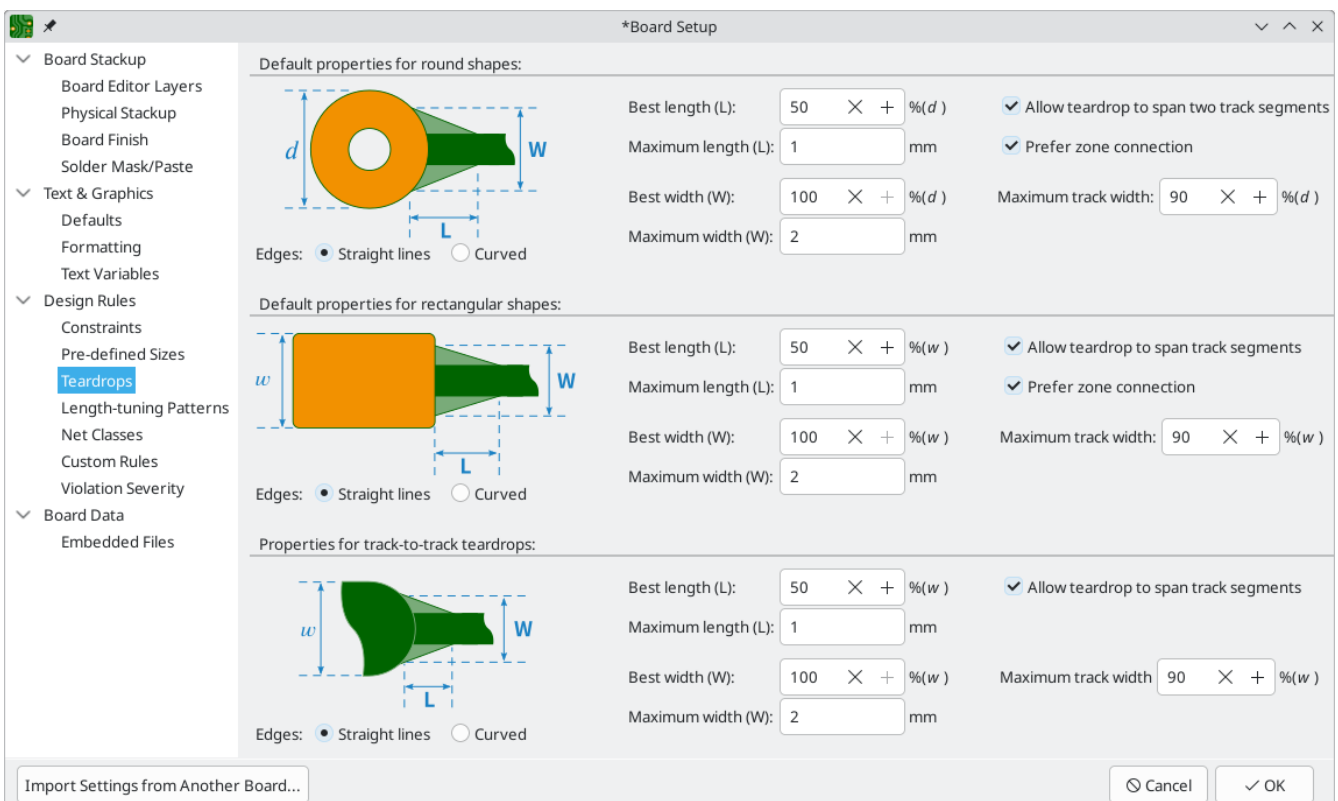 *Board Setup
Board Stackup
Board Editor Layers
Physical Stackup
Board Finish
Solder Mask/Paste
Text & Graphics
Defaults
Formatting
Text Variables
Design Rules
Constraints
Pre-defined Sizes
Teardrops
Length-tuning Patterns
Net Classes
Custom Rules
Violation Severity
Board Data
Embedded Files
Default properties for round shapes:
d
W
L
Edges: Straight lines Curved
Best length (L): 50 %(d )
Allow teardrop to span two track segments
Maximum length (L): 1 mm
Prefer zone connection
Best width (W): 100 %(d )
Maximum track width: 90 %(d )
Maximum width (W): 2 mm
Default properties for rectangular shapes:
w
W
L
Edges: Straight lines Curved
Best length (L): 50 %(w )
Allow teardrop to span track segments
Maximum length (L): 1 mm
Prefer zone connection
Best width (W): 100 %(w )
Maximum track width: 90 %(w )
Maximum width (W): 2 mm
Properties for track-to-track teardrops:
w
W
L
Edges: Straight lines Curved
Best length (L): 50 %(w )
Allow teardrop to span track segments
Maximum length (L): 1 mm
Best width (W): 100 %(w )
Maximum track width 90 %(w )
Maximum width (W): 2 mm
Import Settings from Another Board...
Cancel
OK